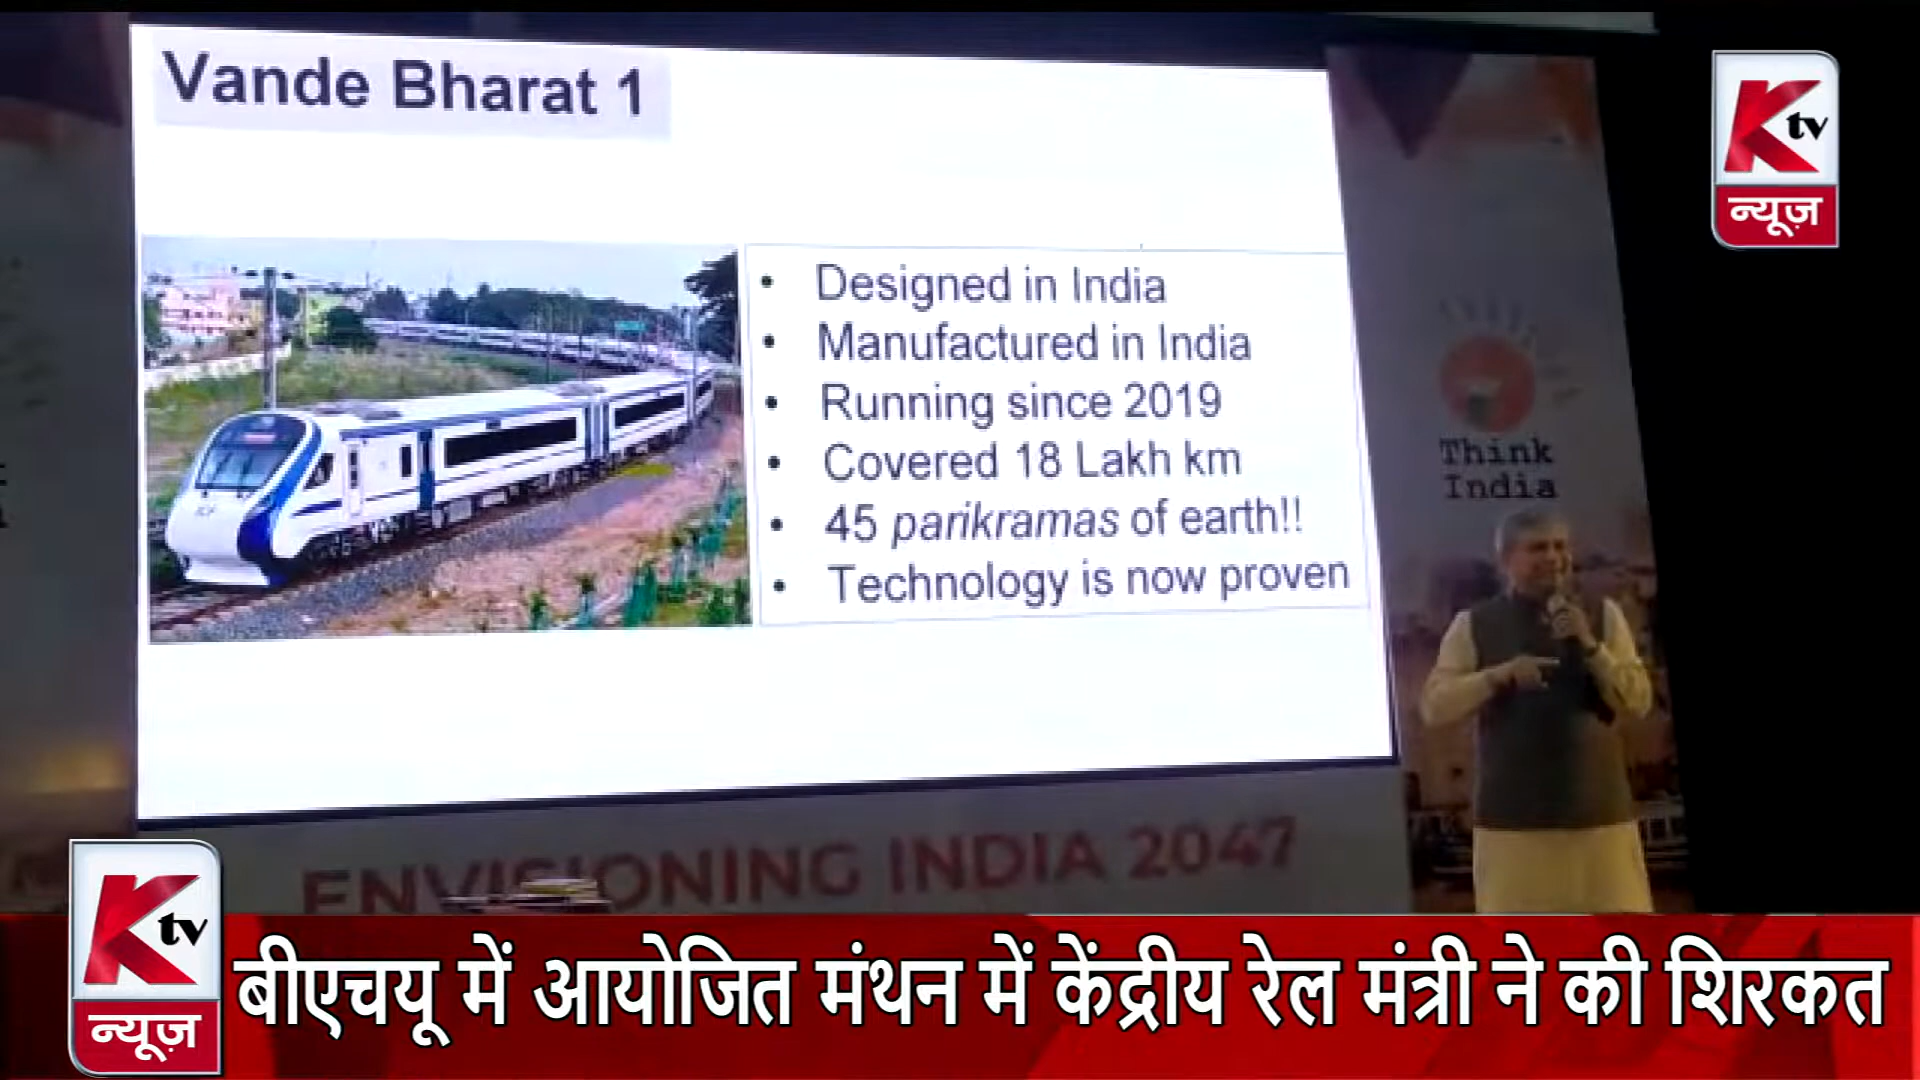 Vande Bharat 1
K tv
न्यूज़
• Designed in India
• Manufactured in India
• Running since 2019
• Covered 18 Lakh km
• 45 parikramas of earth!!
• Technology is now proven
Think
India
ENVISIONING INDIA 2047
K tv
न्यूज़
बीएचयू में आयोजित मंथन में केंद्रीय रेल मंत्री ने की शिरकत